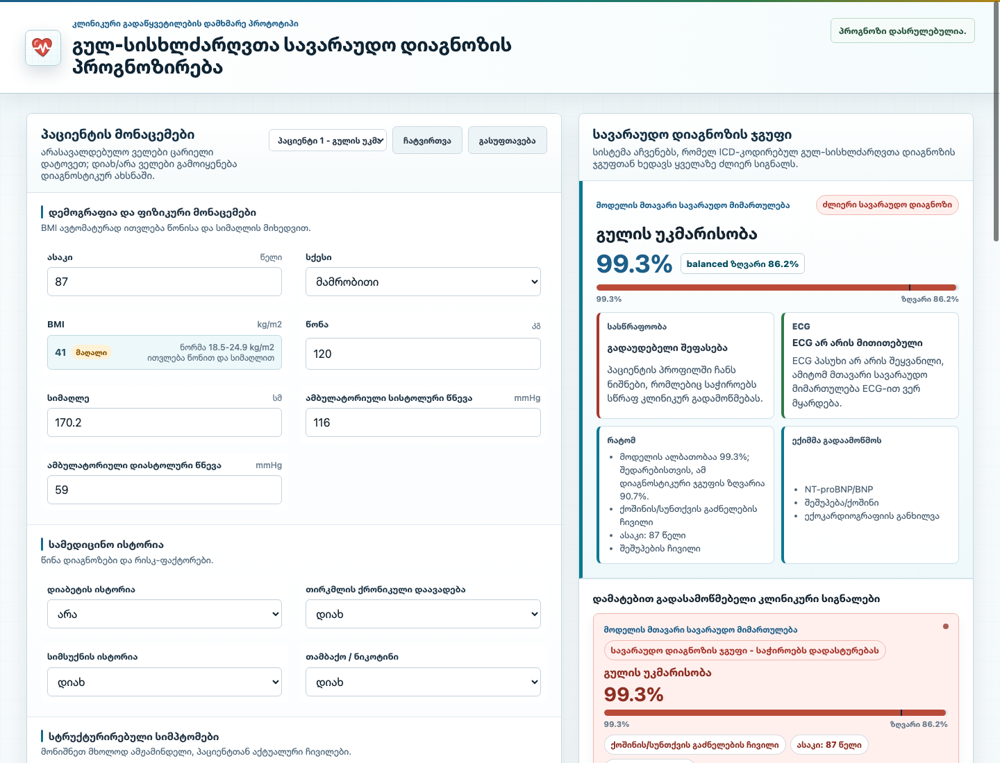 კლინიკური გადაწყვეტილების დამხმარე პროტოტიპი
გულ-სისხლძარღვთა სავარაუდო დიაგნოზის
პროგნოზირება
პროგნოზი დასრულებულია.
პაციენტის მონაცემები
არასავალდებულო ველები ცარიელი
დატოვეთ; დიახ/არა ველები გამოიყენება
დიაგნოსტიკურ ახსნაში.
პაციენტი 1 - გულის უკმა
ჩატვირთვა
გასუფთავება
დემოგრაფია და ფიზიკური მონაცემები
BMI ავტომატურად ითვლება წონისა და სიმაღლის მიხედვით.
ასაკი
წელი
87
სქესი
მამრობითი
BMI
kg/m2
41
მაღალი
ნორმა 18.5-24.9 kg/m2
ითვლება წონით და სიმაღლით
წონა
კგ
120
სიმაღლე
სმ
170.2
ამბულატორიული სისტოლური წნევა
mmHg
116
ამბულატორიული დიასტოლური წნევა
mmHg
59
სამედიცინო ისტორია
წინა დიაგნოზები და რისკ-ფაქტორები.
დიაბეტის ისტორია
არა
თირკმლის ქრონიკული დაავადება
დიახ
სიმსუქნის ისტორია
დიახ
თამბაქო / ნიკოტინი
დიახ
სტრუქტურირებული სიმპტომები
მონიშნეთ მხოლოდ ამჟამინდელი, პაციენტთან აქტუალური ჩივილები.
სავარაუდო დიაგნოზის ჯგუფი
სისტემა აჩვენებს, რომელ ICD-კოდირებულ გულ-სისხლძარღვთა დიაგნოზის
ჯგუფთან ხედავს ყველაზე ძლიერ სიგნალს.
მოდელის მთავარი სავარაუდო მიმართულება
ძლიერი სავარაუდო დიაგნოზი
გულის უკმარისობა
99.3%
balanced ზღვარი 86.2%
99.3%
ზღვარი 86.2%
სასწრაფოობა
გადაუდებელი შეფასება
პაციენტის პროფილში ჩანს
ნიშნები, რომლებიც საჭიროებს
სწრაფ კლინიკურ გადამოწმებას.
ECG
ECG არ არის მითითებული
ECG პასუხი არ არის შეყვანილი,
ამიტომ მთავარი სავარაუდო
მიმართულება ECG-ით ვერ
მყარდება.
რატომ
• მოდელის ალბათობაა 99.3%;
შედარებისთვის, ამ
დიაგნოსტიკური ჯგუფის ზღვარია
90.7%.
• ქოშინის/სუნთქვის გაძნელების
ჩივილი
• ასაკი: 87 წელი
• შეშუპების ჩივილი
ექიმმა გადაამოწმოს
• NT-proBNP/BNP
• შეშუპება/ქოშინი
• ექოკარდიოგრაფიის განხილვა
დამატებით გადასამოწმებელი კლინიკური სიგნალები
მოდელის მთავარი სავარაუდო მიმართულება
სავარაუდო დიაგნოზის ჯგუფი - საჭიროებს დადასტურებას
გულის უკმარისობა
99.3%
99.3%
ზღვარი 86.2%
ქოშინის/სუნთქვის გაძნელების ჩივილი
ასაკი: 87 წელი